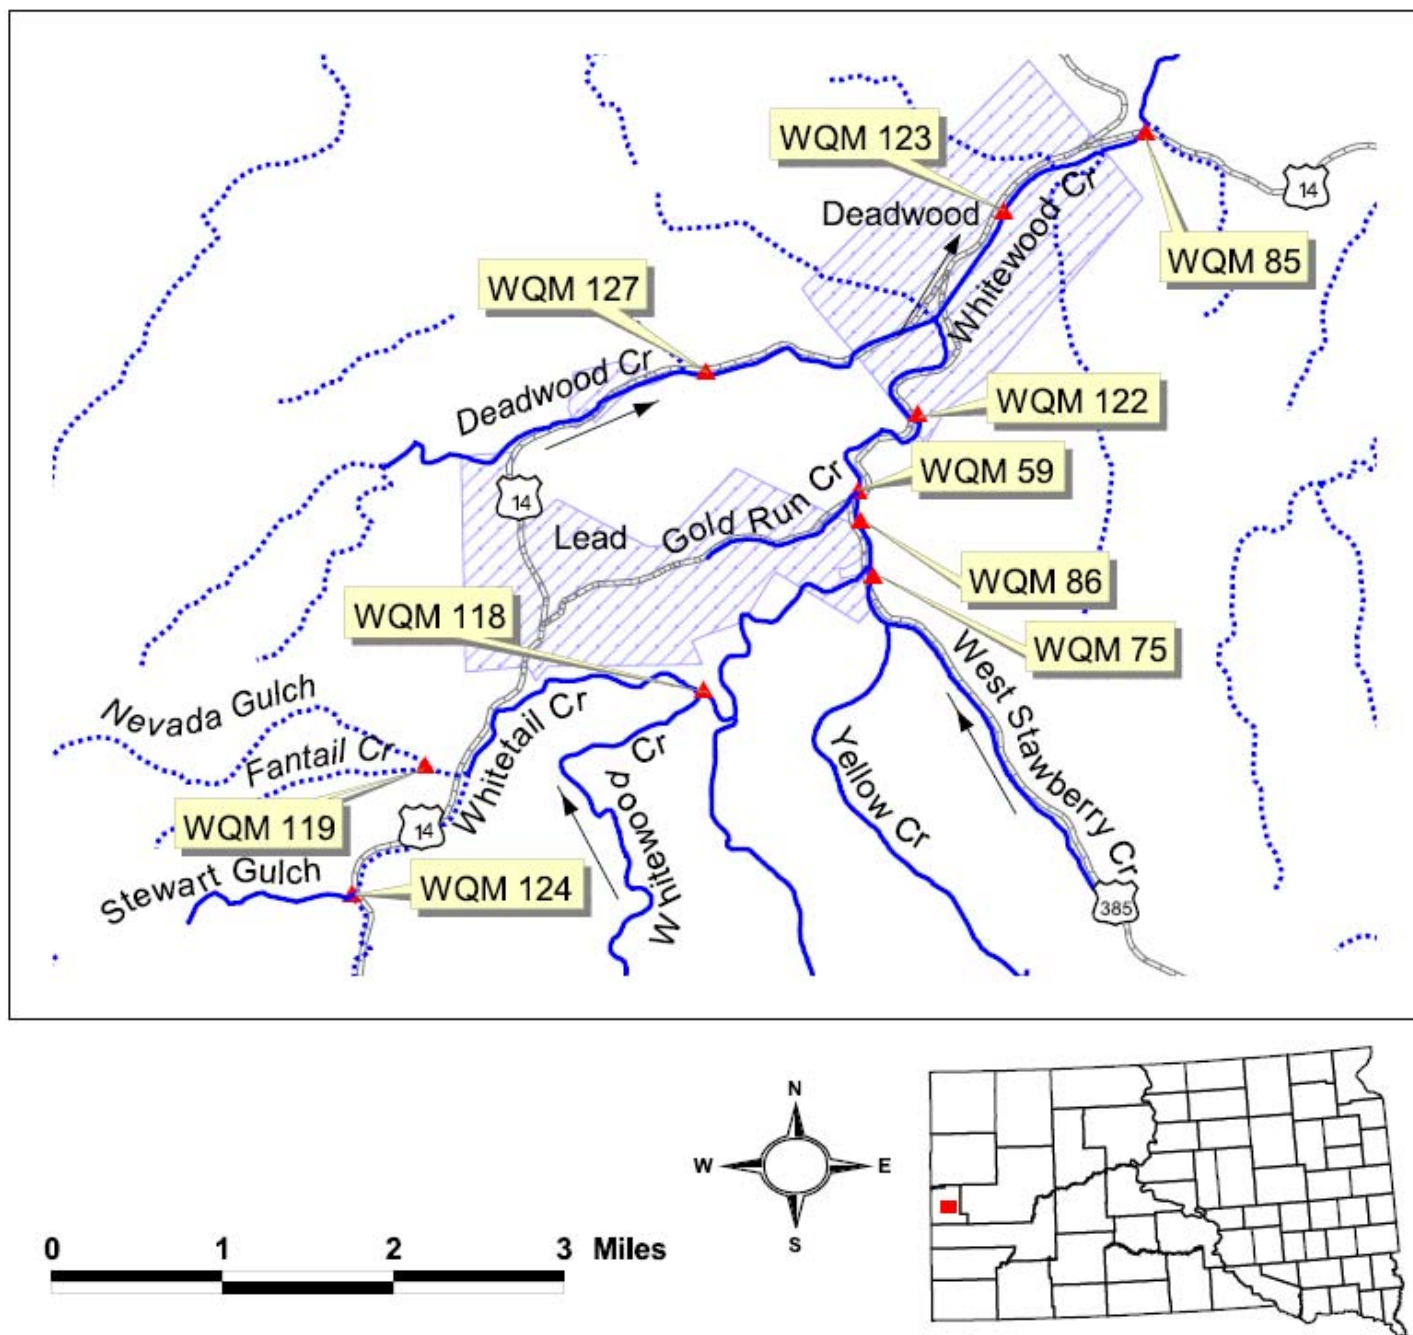 WQM 123
Deadwood
Whitewood Cr
14
WQM 85
WQM 127
Deadwood Cr
WQM 122
WQM 59
14
Lead
Gold Run Cr
WQM 86
WQM 118
WQM 75
Nevada Gulch
Fantail Cr
Whitetail Cr
Whitewood Cr
Yellow Cr
West Stawberry Cr
WQM 119
14
Stewart Gulch
WQM 124
385
N
W E
S
0 1 2 3 Miles